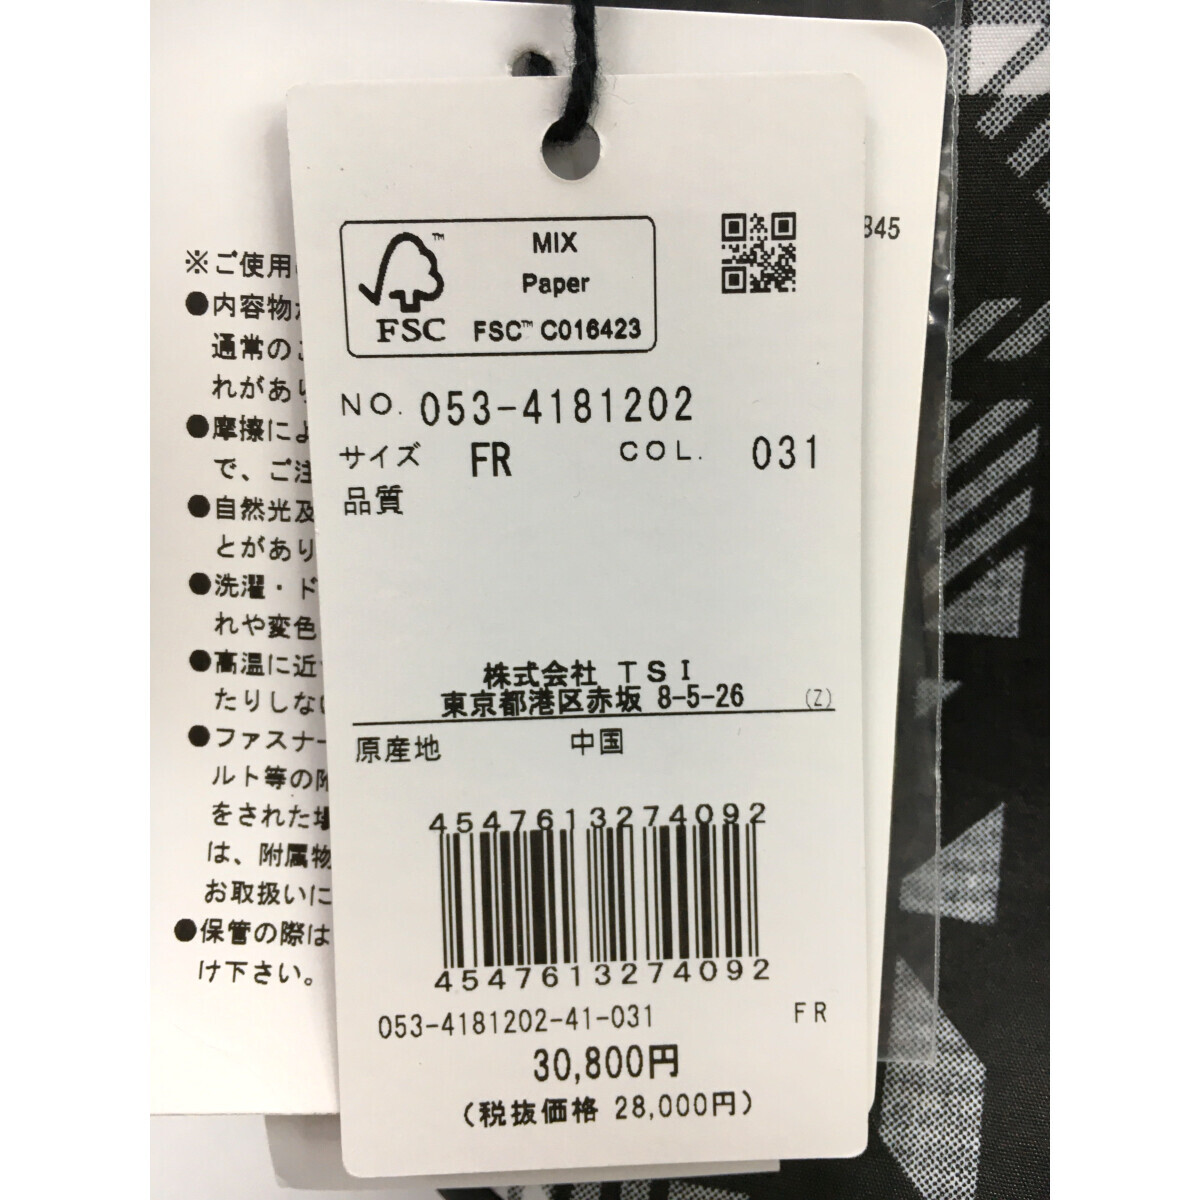 MIX
Paper
FSC™ C016423
FSC
™
NO. 053-4181202
サイズ FR COL. 031
品質
株式会社 TSI
東京都港区赤坂 8-5-26 (Z)
原産地 中国
4547613274092
4547613274092
053-4181202-41-031 FR
30,800円
(税抜価格 28,000円)
845
※ご使用
●内容物
通常の
れがあり
●摩擦によ
で、ご注
●自然光及
とがあり
●洗濯・ド
れや変色
●高温に近
たりしない
●ファスナー
ルト等の附
をされた場
は、附属物
お取扱いに
●保管の際は
け下さい。